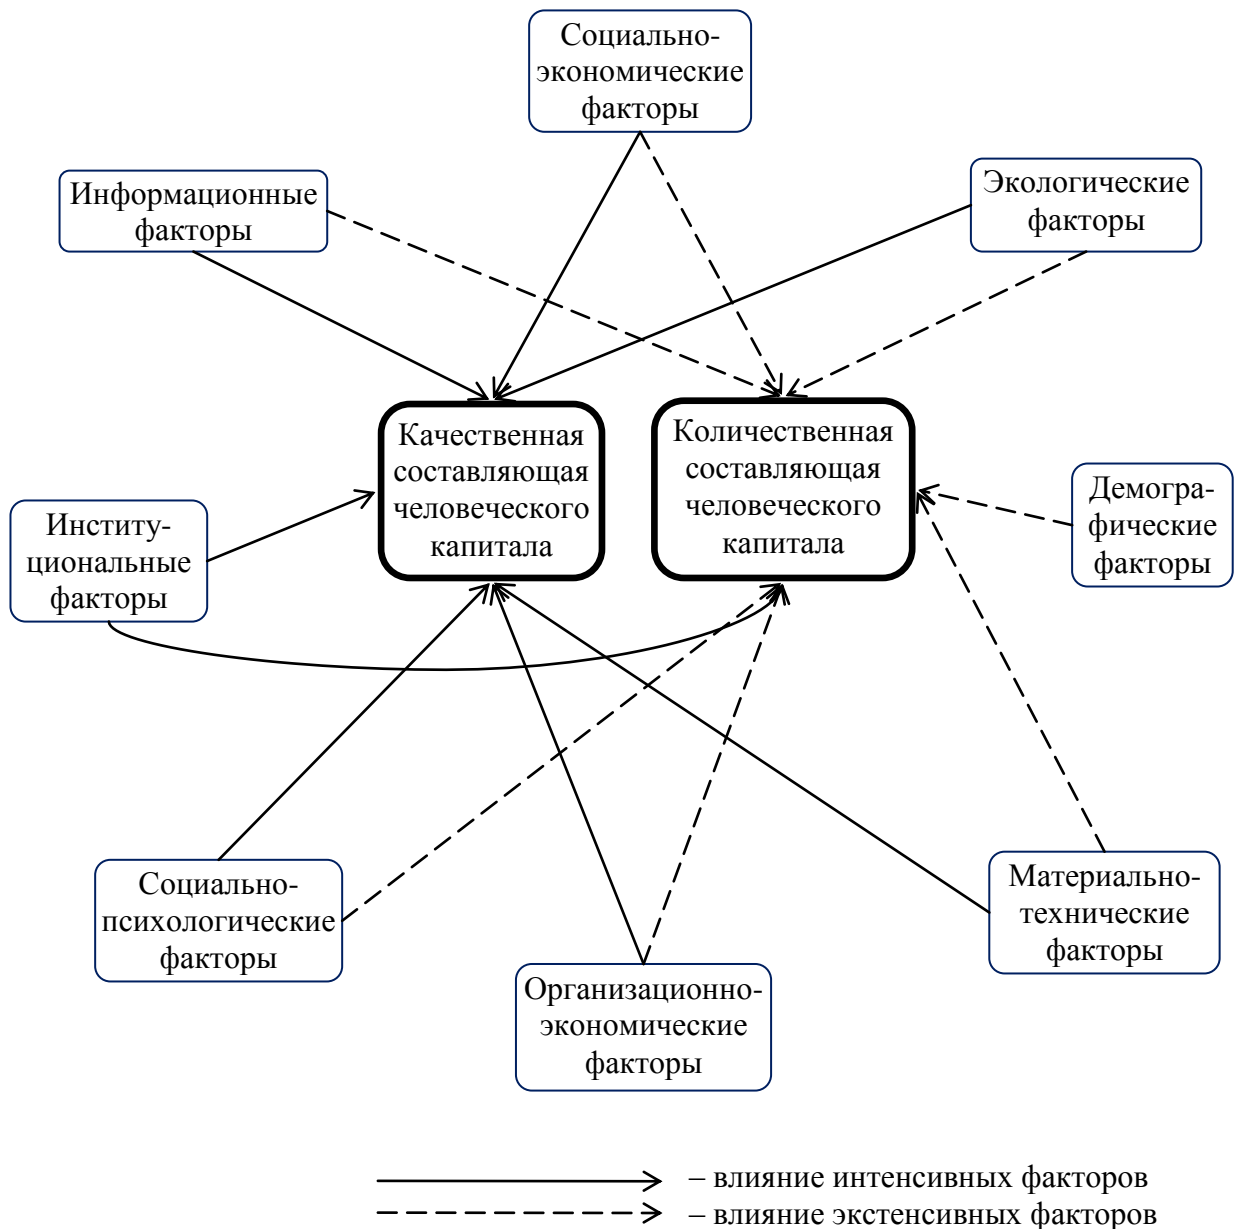 Социально-
экономические
факторы
Информационные
факторы
Экологические
факторы
Качественная
составляющая
человеческого
капитала
Количественная
составляющая
человеческого
капитала
Демогра-
фические
факторы
Институ-
циональные
факторы
Социально-
психологические
факторы
Организационно-
экономические
факторы
Материально-
технические
факторы
– влияние интенсивных факторов
– влияние экстенсивных факторов